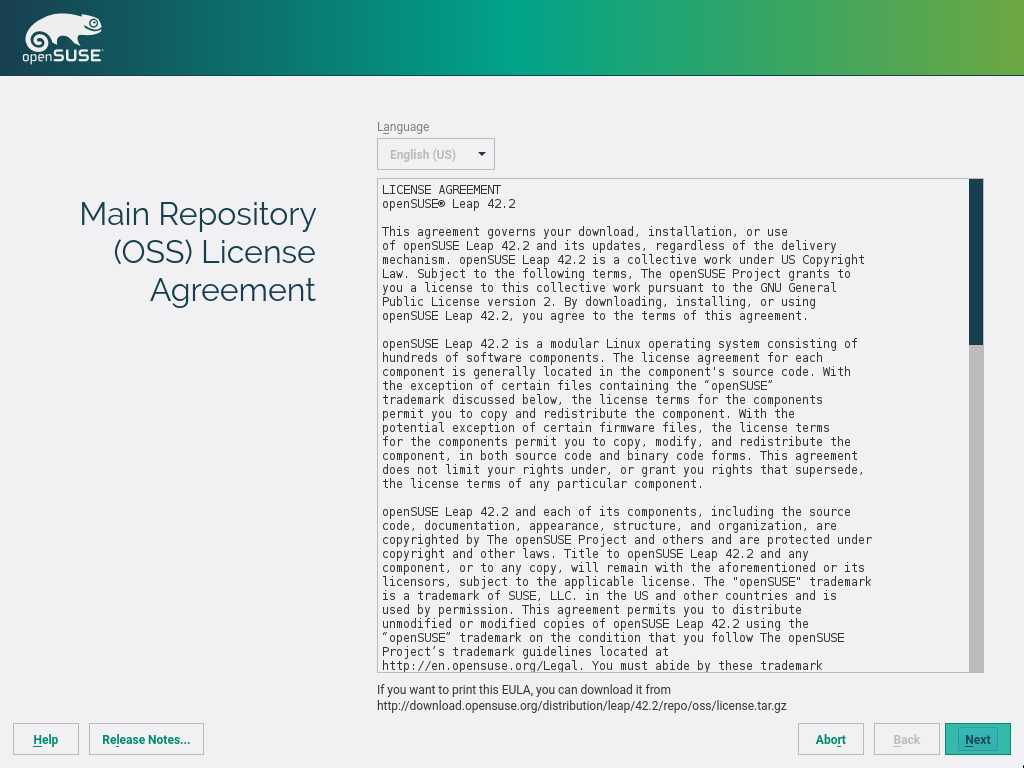 openSUSE
Language
English (US)
Main Repository
(OSS) License
Agreement
LICENSE AGREEMENT
openSUSE® Leap 42.2
This agreement governs your download, installation, or use
of openSUSE Leap 42.2 and its updates, regardless of the delivery
mechanism. openSUSE Leap 42.2 is a collective work under US Copyright
Law. Subject to the following terms, The openSUSE Project grants to
you a license to this collective work pursuant to the GNU General
Public License version 2. By downloading, installing, or using
openSUSE Leap 42.2, you agree to the terms of this agreement.
openSUSE Leap 42.2 is a modular Linux operating system consisting of
hundreds of software components. The license agreement for each
component is generally located in the component's source code. With
the exception of certain files containing the “openSUSE”
trademark discussed below, the license terms for the components
permit you to copy and redistribute the component. With the
potential exception of certain firmware files, the license terms
for the components permit you to copy, modify, and redistribute the
component, in both source code and binary code forms. This agreement
does not limit your rights under, or grant you rights that supersede,
the license terms of any particular component.
openSUSE Leap 42.2 and each of its components, including the source
code, documentation, appearance, structure, and organization, are
copyrighted by The openSUSE Project and others and are protected under
copyright and other laws. Title to openSUSE Leap 42.2 and any
component, or to any copy, will remain with the aforementioned or its
licensors, subject to the applicable license. The "openSUSE" trademark
is a trademark of SUSE, LLC. in the US and other countries and is
used by permission. This agreement permits you to distribute
unmodified or modified copies of openSUSE Leap 42.2 using the
“openSUSE” trademark on the condition that you follow The openSUSE
Project’s trademark guidelines located at
http://en.opensuse.org/Legal. You must abide by these trademark
If you want to print this EULA, you can download it from
http://download.opensuse.org/distribution/leap/42.2/repo/oss/license.tar.gz
Help
Release Notes...
Abort
Back
Next